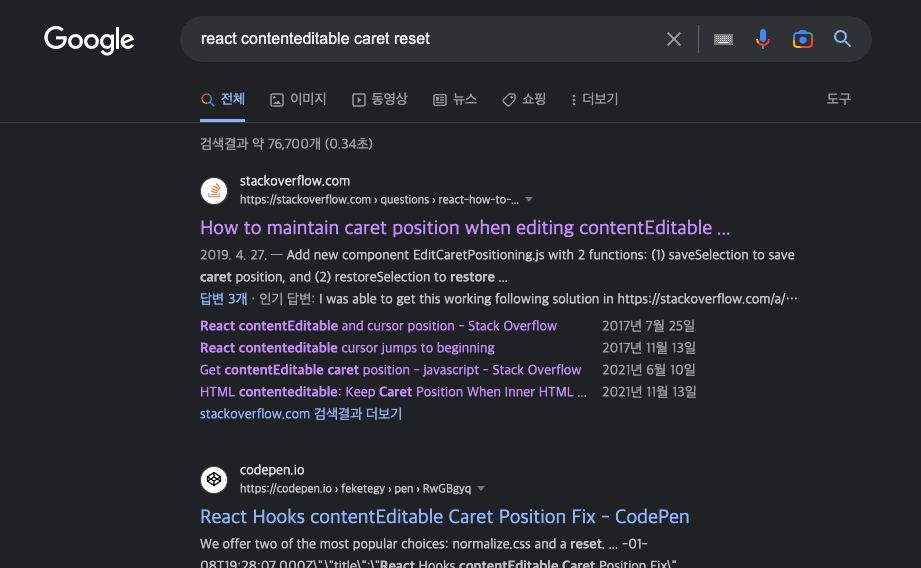 Google
react contenteditable caret reset
전체 이미지 동영상 뉴스 쇼핑 더보기 도구
검색결과 약 76,700개 (0.34초)
stackoverflow.com
https://stackoverflow.com › questions › react-how-to-...
How to maintain caret position when editing contentEditable ...
2019. 4. 27. — Add new component EditCaretPositioning.js with 2 functions: (1) saveSelection to save
caret position, and (2) restoreSelection to restore ...
답변 3개 · 인기 답변: I was able to get this working following solution in https://stackoverflow.com/a/···
React contentEditable and cursor position - Stack Overflow 2017년 7월 25일
React contenteditable cursor jumps to beginning 2017년 11월 13일
Get contentEditable caret position - javascript - Stack Overflow 2021년 6월 10일
HTML contenteditable: Keep Caret Position When Inner HTML ... 2021년 11월 13일
stackoverflow.com 검색결과 더보기
codepen.io
https://codepen.io › feketegy › pen › RwGBgyq
React Hooks contentEditable Caret Position Fix - CodePen
We offer two of the most popular choices: normalize.css and a reset. ... -01-
08T19:28:07.000Z\"\"title\":\"React Hooks contentEditable Caret Position Fix\"